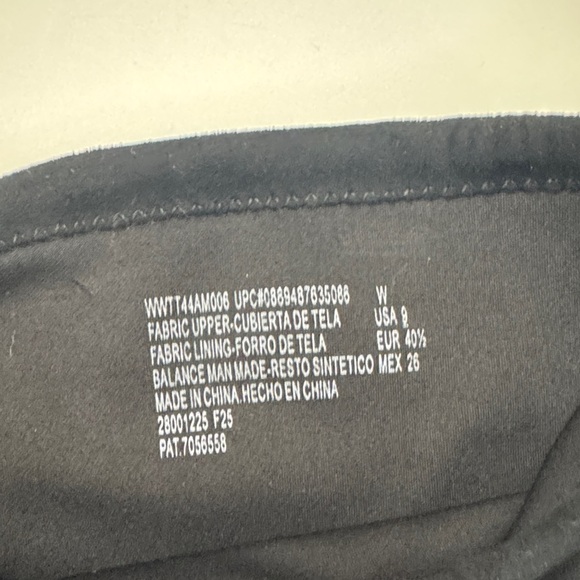 WWTT44AM006 UPC#0889487635086 W
FABRIC UPPER-CUBIERTA DE TELA USA 9
FABRIC LINING-FORRO DE TELA EUR 40½
BALANCE MAN MADE-RESTO SINTETICO MEX 26
MADE IN CHINA.HECHO EN CHINA
28001225 F25
PAT.7056558